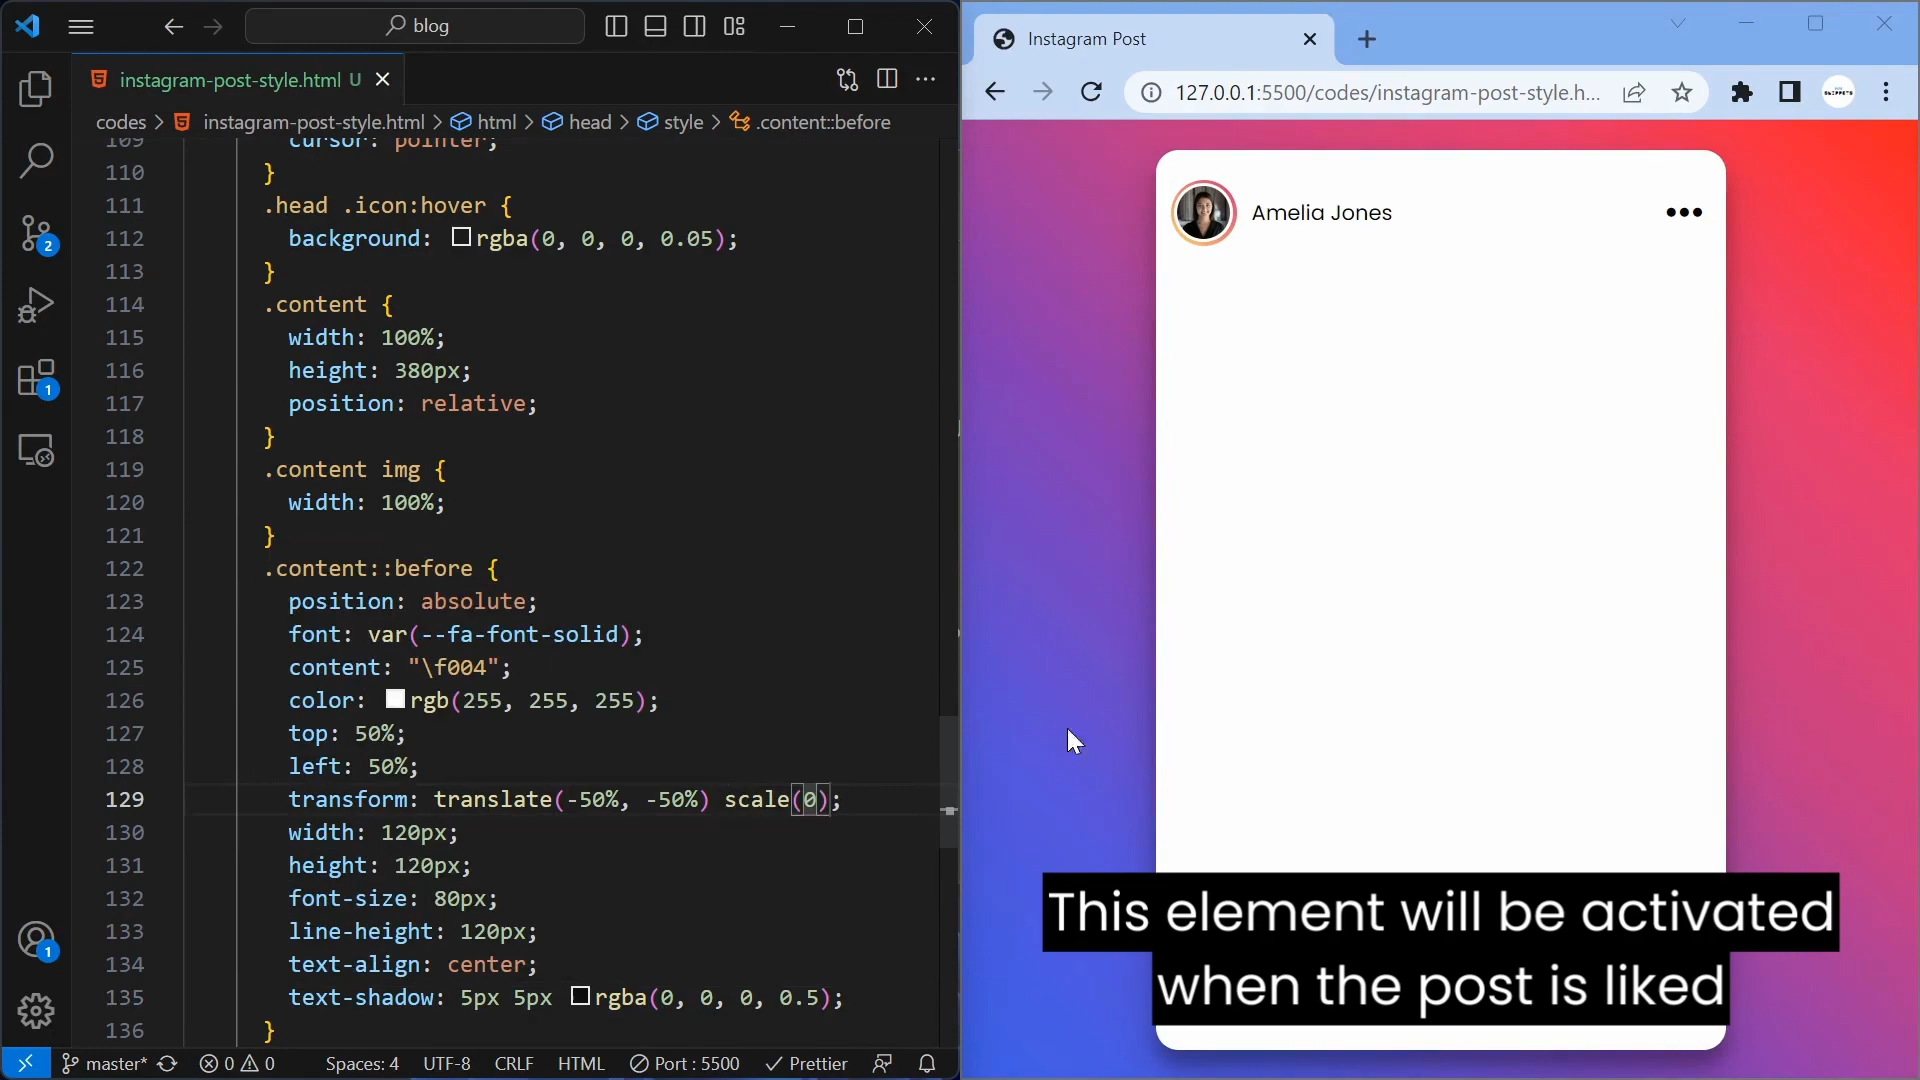 blog
instagram-post-style.html U
codes > instagram-post-style.html > html > head > style > .content::before
109 cursor: pointer;
110 }
111 .head .icon:hover {
112 background: rgba(0, 0, 0, 0.05);
113 }
114 .content {
115 width: 100%;
116 height: 380px;
117 position: relative;
118 }
119 .content img {
120 width: 100%;
121 }
122 .content::before {
123 position: absolute;
124 font: var(--fa-font-solid);
125 content: "\f004";
126 color: rgb(255, 255, 255);
127 top: 50%;
128 left: 50%;
129 transform: translate(-50%, -50%) scale(0);
130 width: 120px;
131 height: 120px;
132 font-size: 80px;
133 line-height: 120px;
134 text-align: center;
135 text-shadow: 5px 5px rgba(0, 0, 0, 0.5);
136 }
2
1
1
master* 0 0 Spaces: 4 UTF-8 CRLF HTML Port : 5500 Prettier
Instagram Post
127.0.0.1:5500/codes/instagram-post-style.h...
Amelia Jones
This element will be activated
when the post is liked